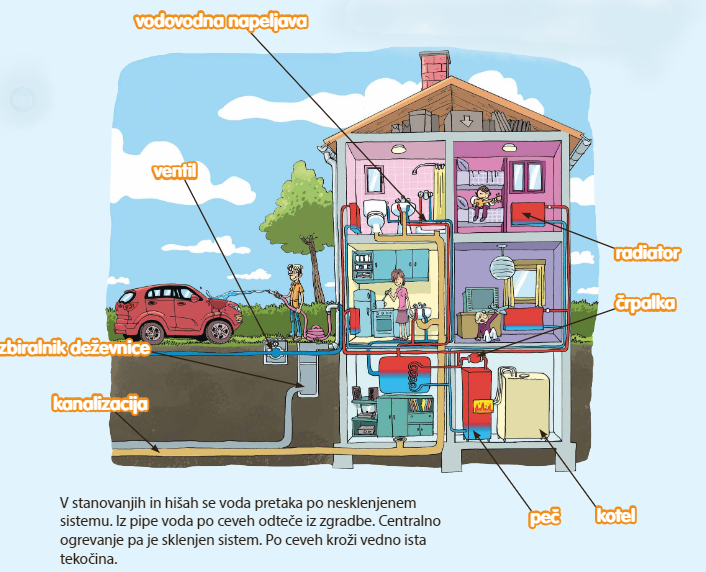 vodovodna napeljava
ventil
radiator
črpalka
zbiralnik deževnice
kanalizacija
peč
kotel
V stanovanjih in hišah se voda pretaka po nesklenjenem
sistemu. Iz pipe voda po ceveh odteče iz zgradbe. Centralno
ogrevanje pa je sklenjen sistem. Po ceveh kroži vedno ista
tekočina.